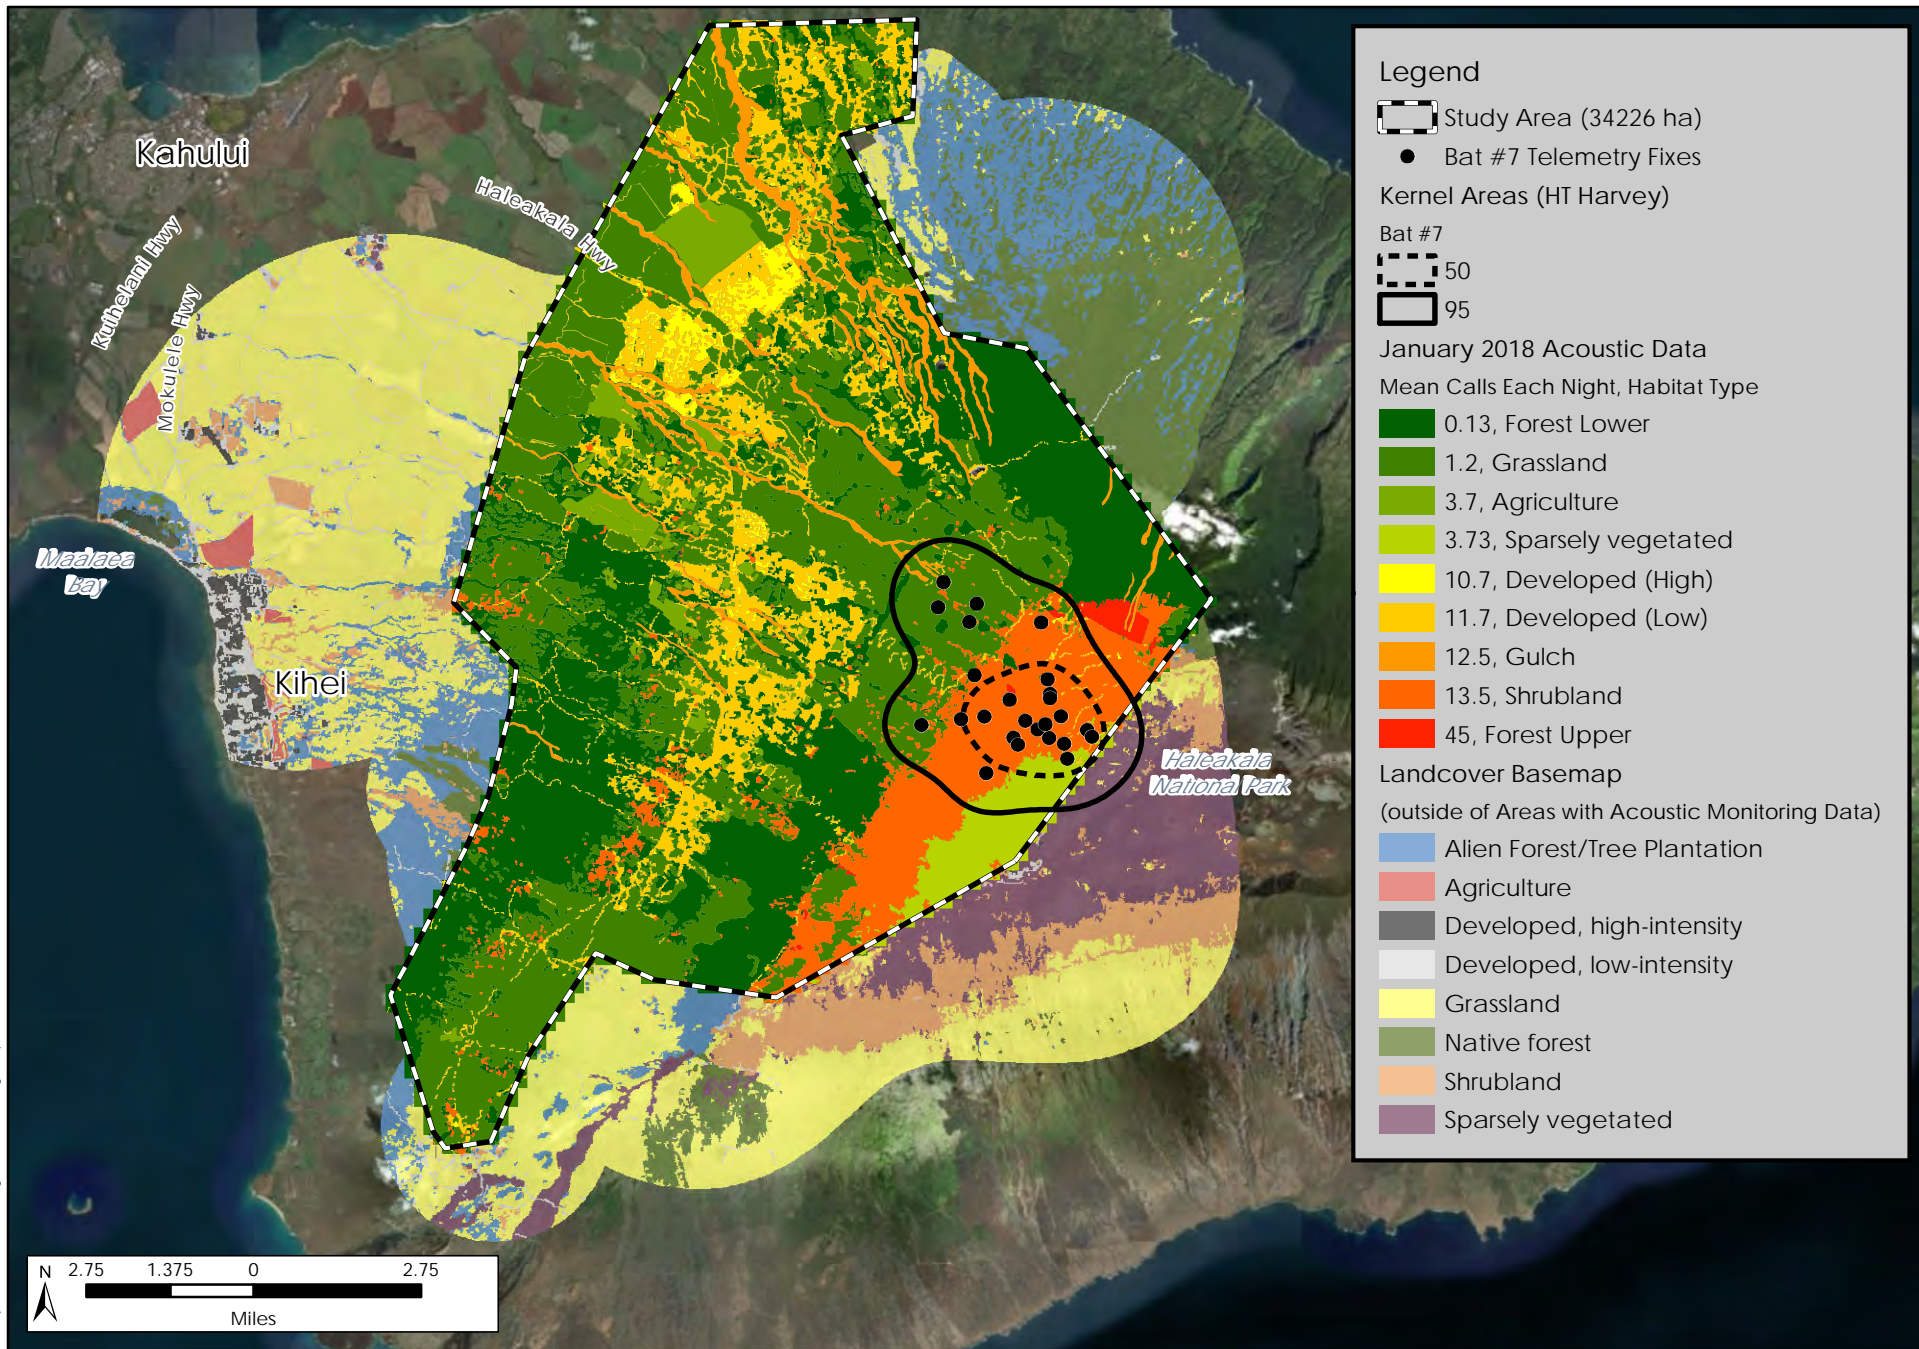 Kahului
Haleakala Hwy
Kuihelani Hwy
Mokulele Hwy
Maalaea
Bay
Kihei
Haleakala
National Park
N
2.75
1.375
0
2.75
Miles
Legend
Study Area (34226 ha)
Bat #7 Telemetry Fixes
Kernel Areas (HT Harvey)
Bat #7
50
95
January 2018 Acoustic Data
Mean Calls Each Night, Habitat Type
0.13, Forest Lower
1.2, Grassland
3.7, Agriculture
3.73, Sparsely vegetated
10.7, Developed (High)
11.7, Developed (Low)
12.5, Gulch
13.5, Shrubland
45, Forest Upper
Landcover Basemap
(outside of Areas with Acoustic Monitoring Data)
Alien Forest/Tree Plantation
Agriculture
Developed, high-intensity
Developed, low-intensity
Grassland
Native forest
Shrubland
Sparsely vegetated